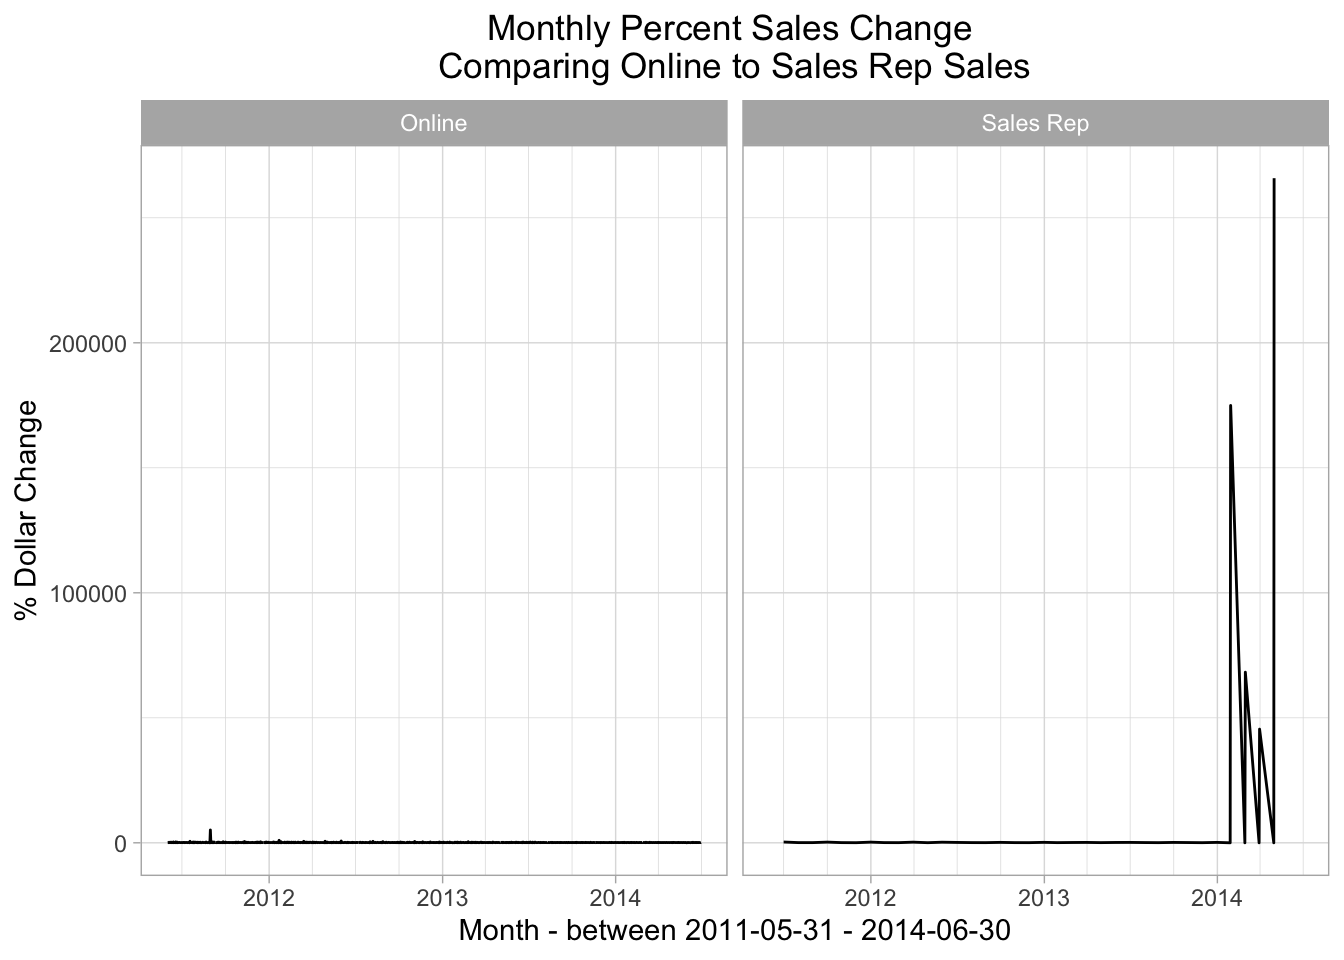 Monthly Percent Sales Change
Comparing Online to Sales Rep Sales
Online
Sales Rep
% Dollar Change
200000
100000
0
2012
2013
2014
2012
2013
2014
Month - between 2011-05-31 - 2014-06-30